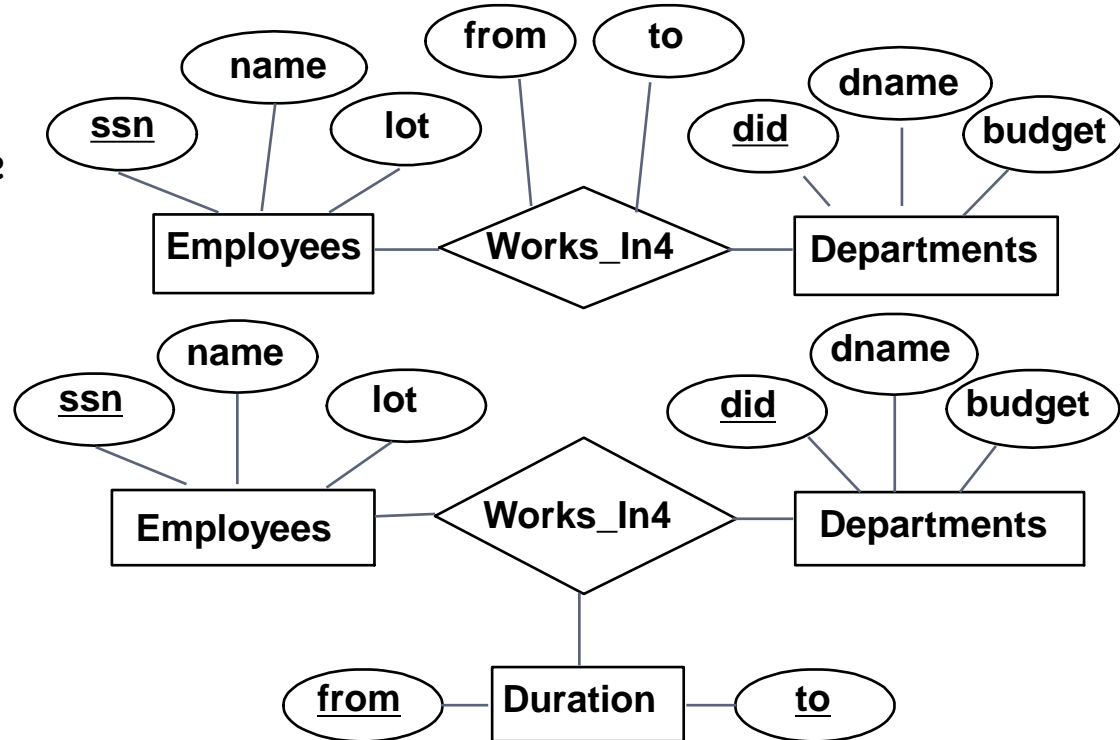 from
to
name
dname
ssn
lot
did
budget
Employees
Works_In4
Departments
name
dname
ssn
lot
did
budget
Employees
Works_In4
Departments
from
Duration
to